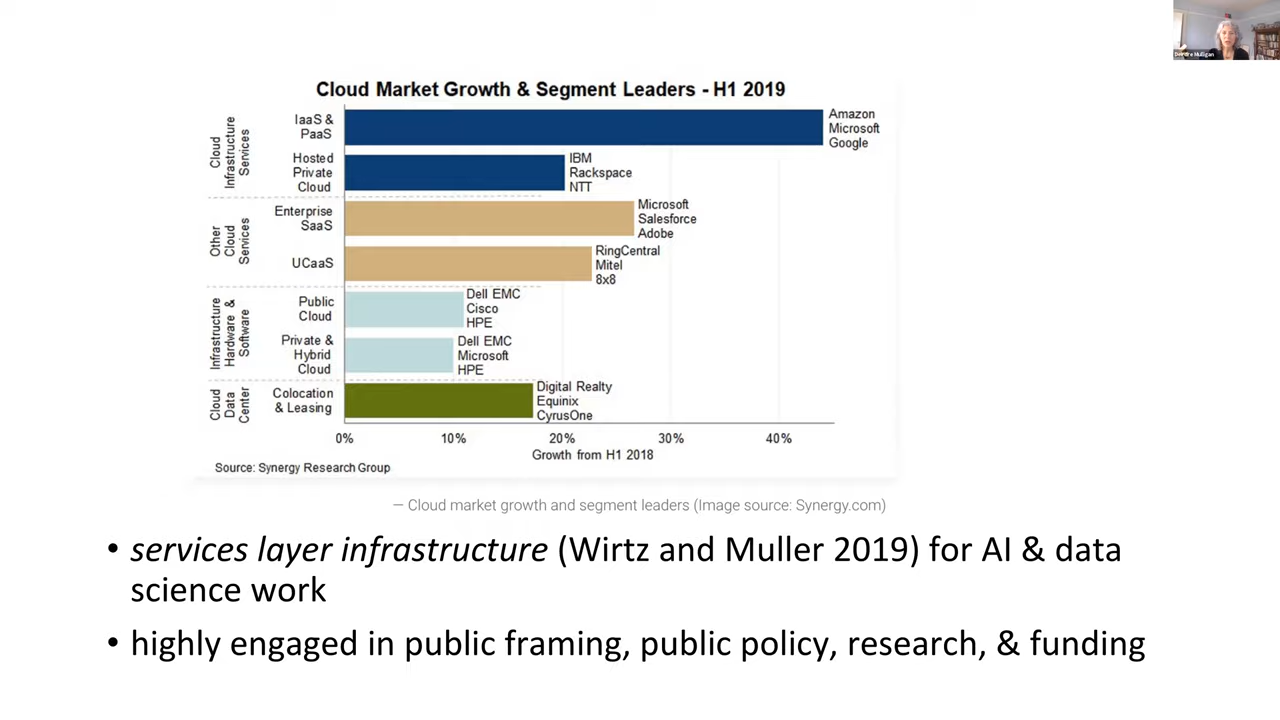 Deirdre Mulligan
Cloud Market Growth & Segment Leaders - H1 2019
Cloud
Infrastructure
Services
IaaS &
PaaS
Amazon
Microsoft
Google
Hosted
Private
Cloud
IBM
Rackspace
NTT
Other
Cloud
Services
Enterprise
SaaS
Microsoft
Salesforce
Adobe
UCaaS
RingCentral
Mitel
8x8
Infrastructure
Hardware &
Software
Public
Cloud
Dell EMC
Cisco
HPE
Private &
Hybrid
Cloud
Dell EMC
Microsoft
HPE
Cloud
Data
Center
Colocation
& Leasing
Digital Realty
Equinix
CyrusOne
0% 10% 20% 30% 40%
Growth from H1 2018
Source: Synergy Research Group
— Cloud market growth and segment leaders (Image source: Synergy.com)
• services layer infrastructure (Wirtz and Muller 2019) for AI & data
science work
• highly engaged in public framing, public policy, research, & funding